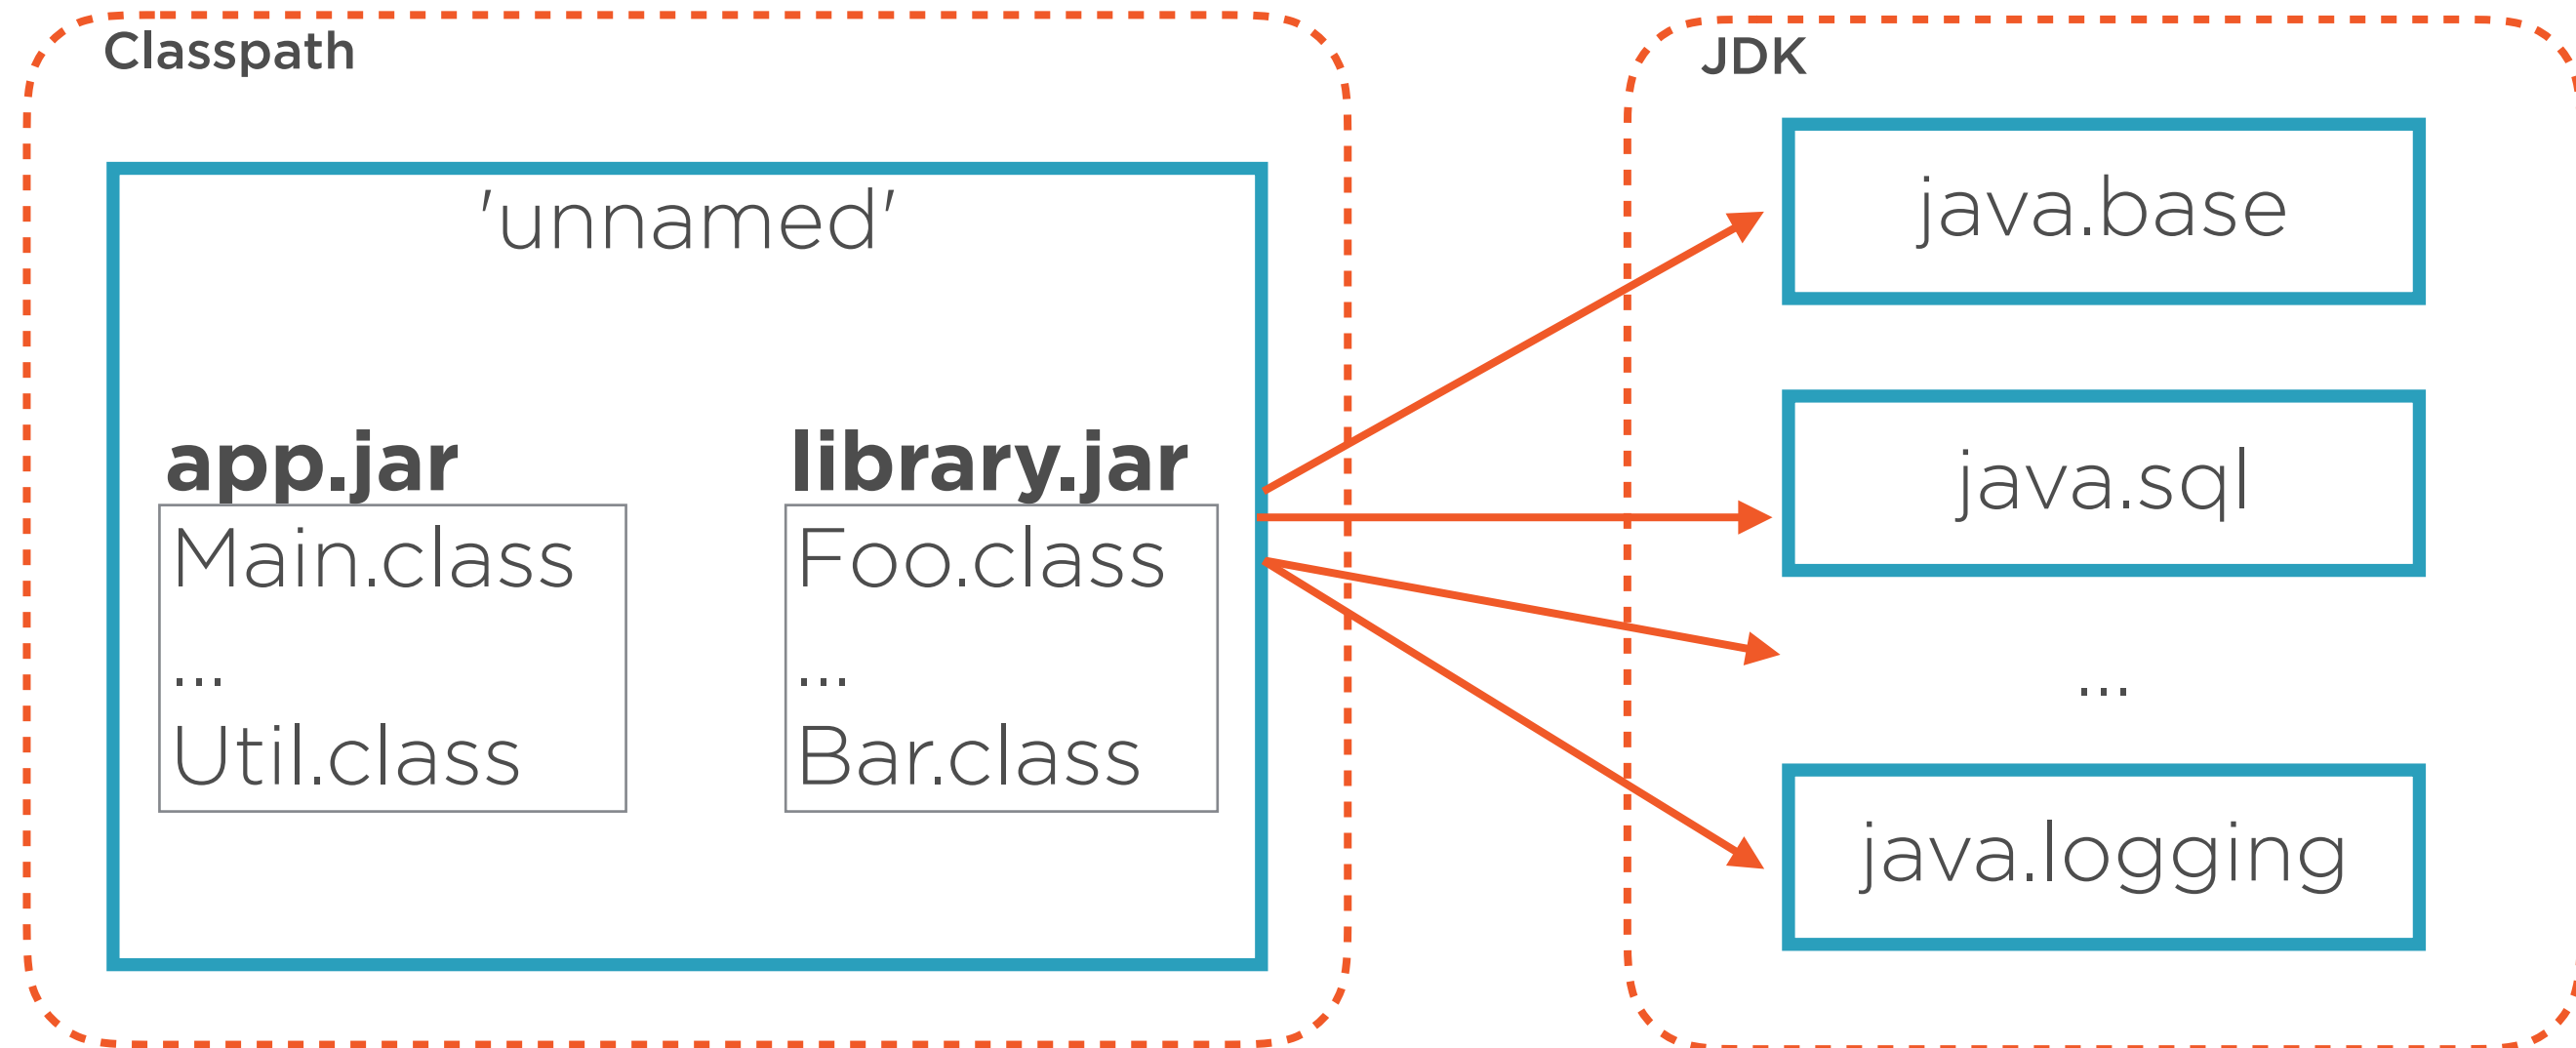 Classpath
'unnamed'
app.jar
Main.class
...
Util.class
library.jar
Foo.class
...
Bar.class
JDK
java.base
java.sql
...
java.logging